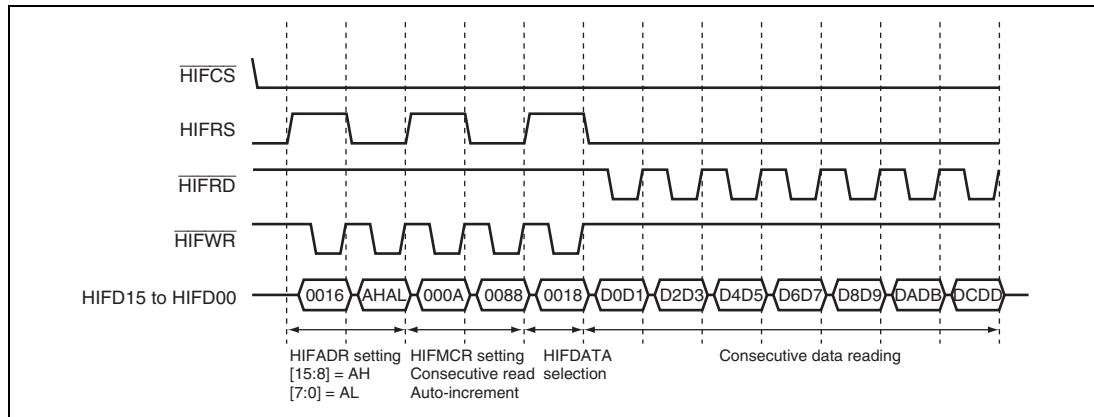 HIFCS
HIFRS
HIFRD
HIFWR
HIFD15 to HIFD00
0016 AHAL 000A 0088 0018 D0D1 D2D3 D4D5 D6D7 D8D9 DADB DCDD
HIFADR setting
[15:8] = AH
[7:0] = AL
HIFMCR setting
Consecutive read
Auto-increment
HIFDATA
selection
Consecutive data reading